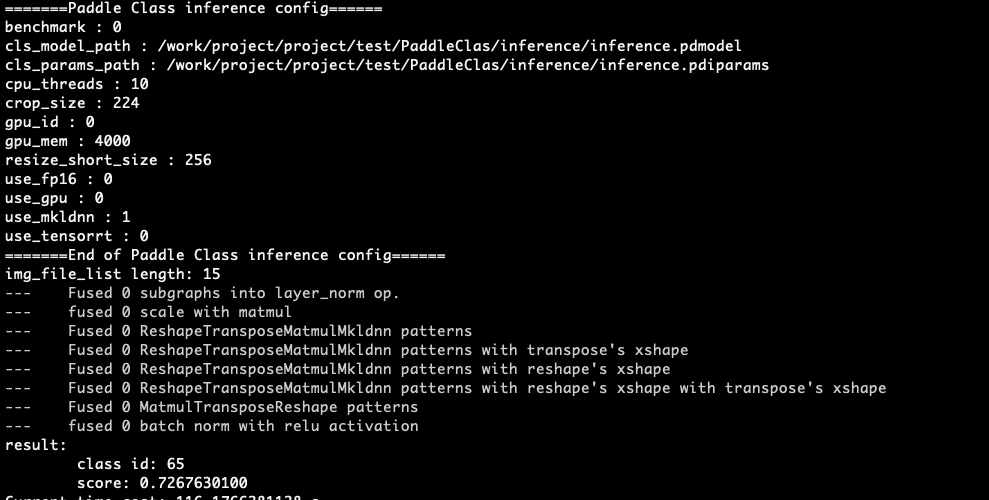 =======Paddle Class inference config======
benchmark : 0
cls_model_path : /work/project/project/test/PaddleClas/inference/inference.pdmodel
cls_params_path : /work/project/project/test/PaddleClas/inference/inference.pdiparams
cpu_threads : 10
crop_size : 224
gpu_id : 0
gpu_mem : 4000
resize_short_size : 256
use_fp16 : 0
use_gpu : 0
use_mkldnn : 1
use_tensorrt : 0
=======End of Paddle Class inference config======
img_file_list length: 15
---    Fused 0 subgraphs into layer_norm op.
---    fused 0 scale with matmul
---    Fused 0 ReshapeTransposeMatmulMkldnn patterns
---    Fused 0 ReshapeTransposeMatmulMkldnn patterns with transpose's xshape
---    Fused 0 ReshapeTransposeMatmulMkldnn patterns with reshape's xshape
---    Fused 0 ReshapeTransposeMatmulMkldnn patterns with reshape's xshape with transpose's xshape
---    Fused 0 MatmulTransposeReshape patterns
---    fused 0 batch norm with relu activation
result:
        class id: 65
        score: 0.7267630100
Current time cost: